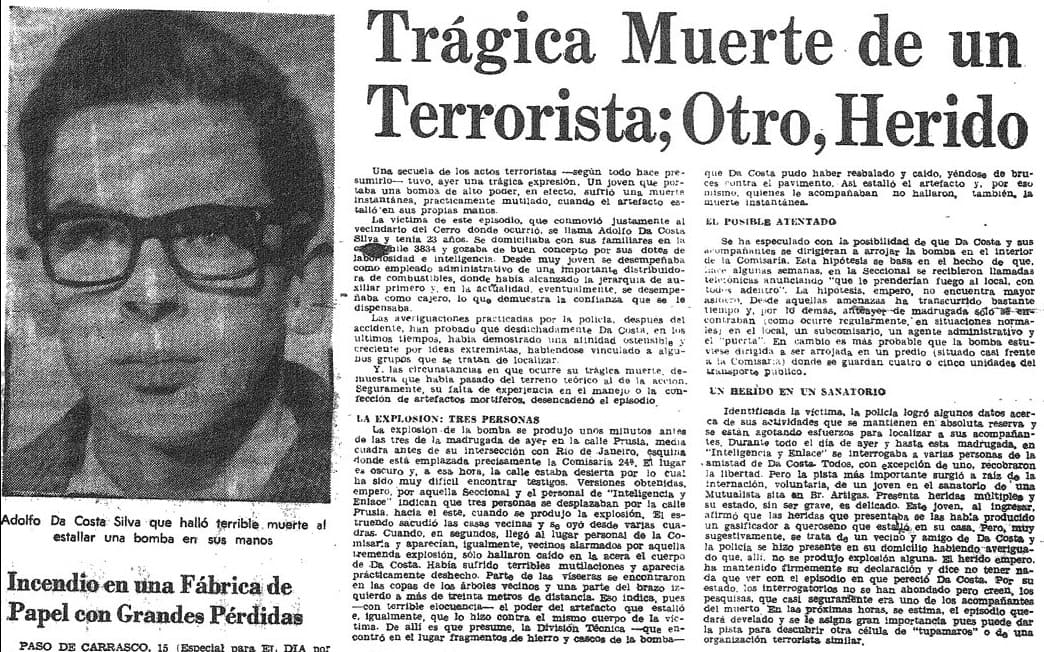 Trágica Muerte de un
Terrorista; Otro, Herido
Una secuela de los actos terroristas —según todo hace pre-
sumirlo— tuvo, ayer una trágica expresión. Un joven que por-
taba una bomba de alto poder, en efecto, sufrió una muerte
instantánea, practicamente mutilado, cuando el artefacto es-
talló en sus propias manos.
La víctima de este episodio, que conmovió justamente al
vecindario del Cerro donde ocurrió, se llama Adolfo Da Costa
Silva y tenía 23 años. Se domiciliaba con sus familiares en la
3834 y gozaba de buen concepto por sus dotes de
laboriosidad e inteligencia. Desde muy joven se desempeñaba
como empleado administrativo de una importante distribuido-
ra de combustibles, donde había alcanzado la jerarquía de au-
xiliar primero y, en la actualidad, eventualmente, se desempe-
ñaba como cajero, lo que demuestra la confianza que se le
dispensaba.
Las averiguaciones practicadas por la policía, despues del
accidente, han probado que desdichadamente Da Costa, en los
ultimos tiempos, había demostrado una afinidad ostensible y
creciente por ideas extremistas, habiéndose vinculado a algu-
nos grupos que se tratan de localizar.
Y, las circunstancias en que ocurre su trágica muerte, de-
muestra que había pasado del terreno teórico al de la acción.
Seguramente, su falta de experiencia en el manejo o la con-
fección de artefactos mortíferos, desencadenó el episodio.
LA EXPLOSION: TRES PERSONAS
La explosión de la bomba se produjo unos minutos antes
de las tres de la madrugada de ayer en la calle Prusia, media
cuadra antes de su intersección con Río de Janeiro, esquina
donde está emplazada precisamente la Comisaría 24ª. El lugar
es oscuro y, a esa hora, la calle estaba desierta por lo cual
ha sido muy difícil encontrar testigos. Versiones obtenidas,
empero, por aquella Seccional y el personal de "Inteligencia y
Enlace" indican que tres personas se desplazaban por la calle
Prusia, hacia el este, cuando se produjo la explosión. El es-
truendo sacudió las casas vecinas y se oyó desde varias cua-
dras. Cuando, en segundos, llegó al lugar personal de la Co-
misaría y aparecían, igualmente, vecinos alarmados por aquella
tremenda explosión, sólo hallaron caído en la acera el cuerpo
de Da Costa. Había sufrido terribles mutilaciones y aparecía
prácticamente deshecho. Parte de las vísceras se encontraron
en las copas de los árboles vecinos y una parte del brazo iz-
quierdo a más de treinta metros de distancia. Eso indica, pues
—con terrible elocuencia— el poder del artefacto que estalló
e, igualmente, que lo hizo contra el mismo cuerpo de la víc-
tima. De allí es que presume, la División Técnica —que en-
contró en el lugar fragmentos de hierro y cascos de la bomba—
que Da Costa pudo haber resbalado y caído, yéndose de bru-
ces contra el pavimento. Así estalló el artefacto y, por eso
mismo, quienes le acompañaban no hallaron, también, la
muerte instantánea.
EL POSIBLE ATENTADO
Se ha especulado con la posibilidad de que Da Costa y sus
acompañantes se dirigieran a arrojar la bomba en el interior
de la Comisaría. Esta hipótesis se basa en el hecho de que,
hace algunas semanas, en la Seccional se recibieron llamadas
telefónicas anunciando "que le prenderían fuego al local, con
todos adentro". La hipótesis, empero, no encuentra mayor
asidero. Desde aquellas amenazas ha transcurrido bastante
tiempo y, por lo demás, anteayer de madrugada sólo se en-
contraban (como ocurre regularmente, en situaciones norma-
les) en el local, un subcomisario, un agente administrativo y
el "puerta". En cambio es más probable que la bomba estu-
viese dirigida a ser arrojada, en un predio (situado casi frente
a la Comisaría) donde se guardan cuatro o cinco unidades del
transporte público.
UN HERIDO EN UN SANATORIO
Identificada la víctima, la policía logró algunos datos acer-
ca de sus actividades que se mantienen en absoluta reserva y
se están agotando esfuerzos para localizar a sus acompañan-
tes. Durante todo el día de ayer y hasta esta madrugada, en
"Inteligencia y Enlace" se interrogaba a varias personas de la
amistad de Da Costa. Todos, con excepción de uno, recobraron
la libertad. Pero la pista más importante surgió a raíz de la
internación, voluntaria, de un joven en el sanatorio de una
Mutualista sita en Br. Artigas. Presenta heridas múltiples y
su estado, sin ser grave, es delicado. Este joven, al ingresar,
afirmó que las heridas que presentaba se las había producido
un gasificador a queroseno que estalló en su casa. Pero, muy
sugestivamente, se trata de un vecino y amigo de Da Costa y
la policía se hizo presente en su domicilio habiendo averigua-
do que, allí, no se produjo explosión alguna. El herido empero,
ha mantenido firmemente su declaración y dice no tener na-
da que ver con el episodio en que pereció Da Costa. Por su
estado, los interrogatorios no se han ahondado pero creen, los
pesquisas, que casi seguramente era uno de los acompañantes
del muerto. En las próximas horas, se estima, el episodio que-
dará develado y se le asigna gran importancia pues puede dar
la pista para descubrir otra célula de "tupamaros" o de una
organización terrorista similar.
Adolfo Da Costa Silva que halló terrible muerte al
estallar una bomba en sus manos
Incendio en una Fábrica de
Papel con Grandes Pérdidas
PASO DE CARRASCO, 15 (Especial para EL DIA por